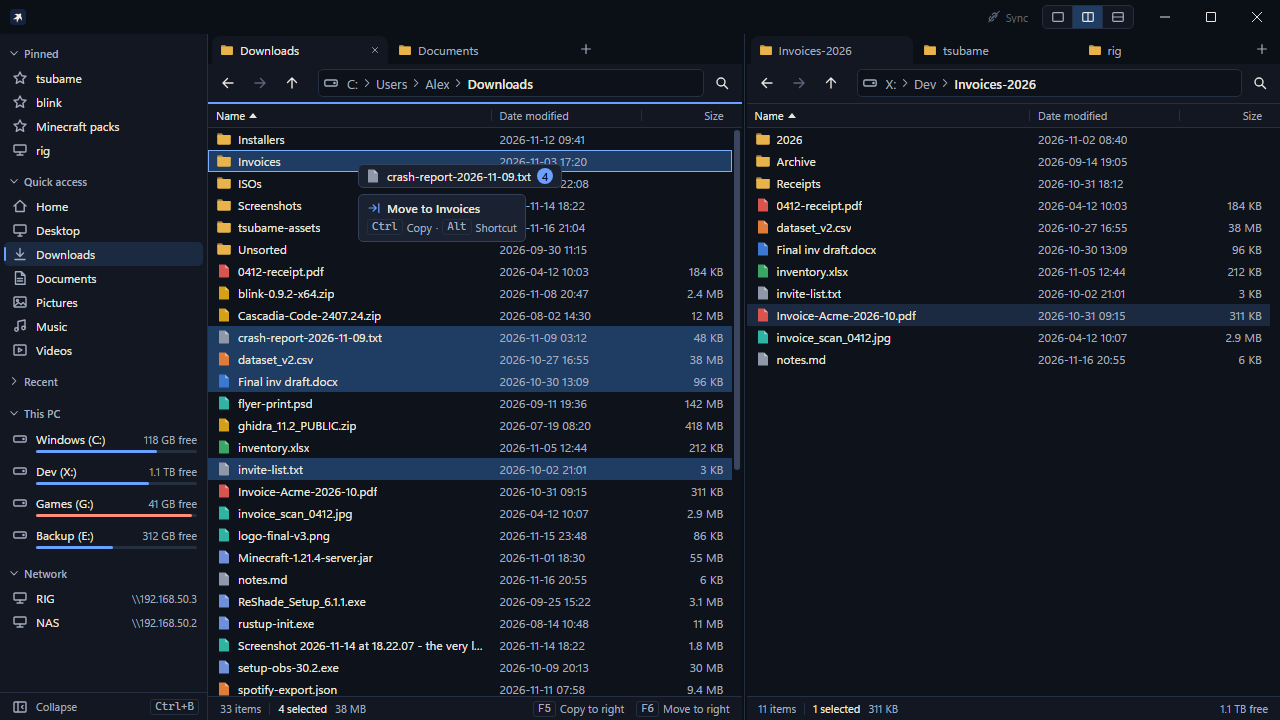 Sync
Pinned
tsubame
blink
Minecraft packs
rig
Quick access
Home
Desktop
Downloads
Documents
Pictures
Music
Videos
Recent
This PC
Windows (C:) 118 GB free
Dev (X:) 1.1 TB free
Games (G:) 41 GB free
Backup (E:) 312 GB free
Network
RIG \\192.168.50.3
NAS \\192.168.50.2
Collapse Ctrl+B
Downloads Documents
C: Users Alex Downloads
Name Date modified Size
Installers 2026-11-12 09:41
Invoices 2026-11-03 17:20
crash-report-2026-11-09.txt 4
ISOs 22:08
Move to Invoices
Ctrl Copy · Alt Shortcut
Screenshots -11-14 18:22
tsubame-assets -11-16 21:04
Unsorted 2026-09-30 11:15
0412-receipt.pdf 2026-04-12 10:03 184 KB
blink-0.9.2-x64.zip 2026-11-08 20:47 2.4 MB
Cascadia-Code-2407.24.zip 2026-08-02 14:30 12 MB
crash-report-2026-11-09.txt 2026-11-09 03:12 48 KB
dataset_v2.csv 2026-10-27 16:55 38 MB
Final inv draft.docx 2026-10-30 13:09 96 KB
flyer-print.psd 2026-09-11 19:36 142 MB
ghidra_11.2_PUBLIC.zip 2026-07-19 08:20 418 MB
inventory.xlsx 2026-11-05 12:44 212 KB
invite-list.txt 2026-10-02 21:01 3 KB
Invoice-Acme-2026-10.pdf 2026-10-31 09:15 311 KB
invoice_scan_0412.jpg 2026-04-12 10:07 2.9 MB
logo-final-v3.png 2026-11-15 23:48 86 KB
Minecraft-1.21.4-server.jar 2026-11-01 18:30 55 MB
notes.md 2026-11-16 20:55 6 KB
ReShade_Setup_6.1.1.exe 2026-09-25 15:22 3.1 MB
rustup-init.exe 2026-08-14 10:48 11 MB
Screenshot 2026-11-14 at 18.22.07 - the very l... 2026-11-14 18:22 1.8 MB
setup-obs-30.2.exe 2026-10-09 20:13 30 MB
spotify-export.json 2026-11-11 07:58 9.4 MB
33 items 4 selected 38 MB F5 Copy to right F6 Move to right
Invoices-2026 tsubame rig
X: Dev Invoices-2026
Name Date modified Size
2026 2026-11-02 08:40
Archive 2026-09-14 19:05
Receipts 2026-10-31 18:12
0412-receipt.pdf 2026-04-12 10:03 184 KB
dataset_v2.csv 2026-10-27 16:55 38 MB
Final inv draft.docx 2026-10-30 13:09 96 KB
inventory.xlsx 2026-11-05 12:44 212 KB
invite-list.txt 2026-10-02 21:01 3 KB
Invoice-Acme-2026-10.pdf 2026-10-31 09:15 311 KB
invoice_scan_0412.jpg 2026-04-12 10:07 2.9 MB
notes.md 2026-11-16 20:55 6 KB
11 items 1 selected 311 KB 1.1 TB free